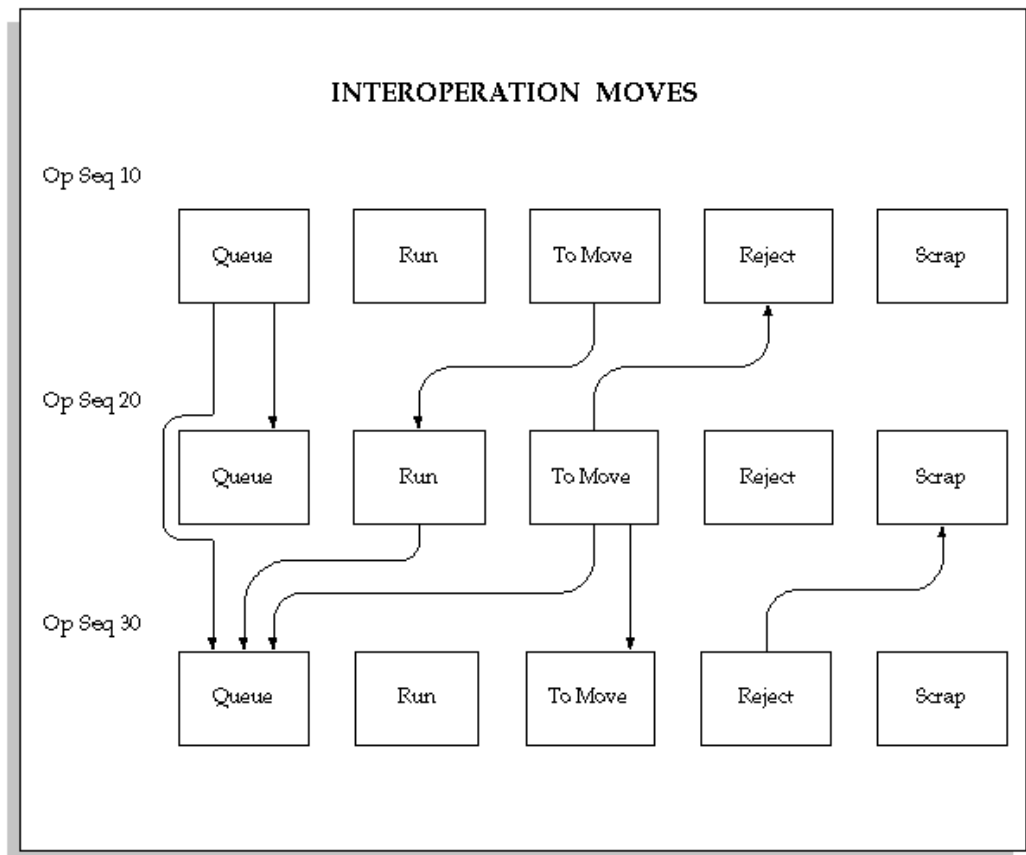 INTEROPERATION MOVES
Op Seq 10
Queue Run To Move Reject Scrap
Op Seq 20
Queue Run To Move Reject Scrap
Op Seq 30
Queue Run To Move Reject Scrap